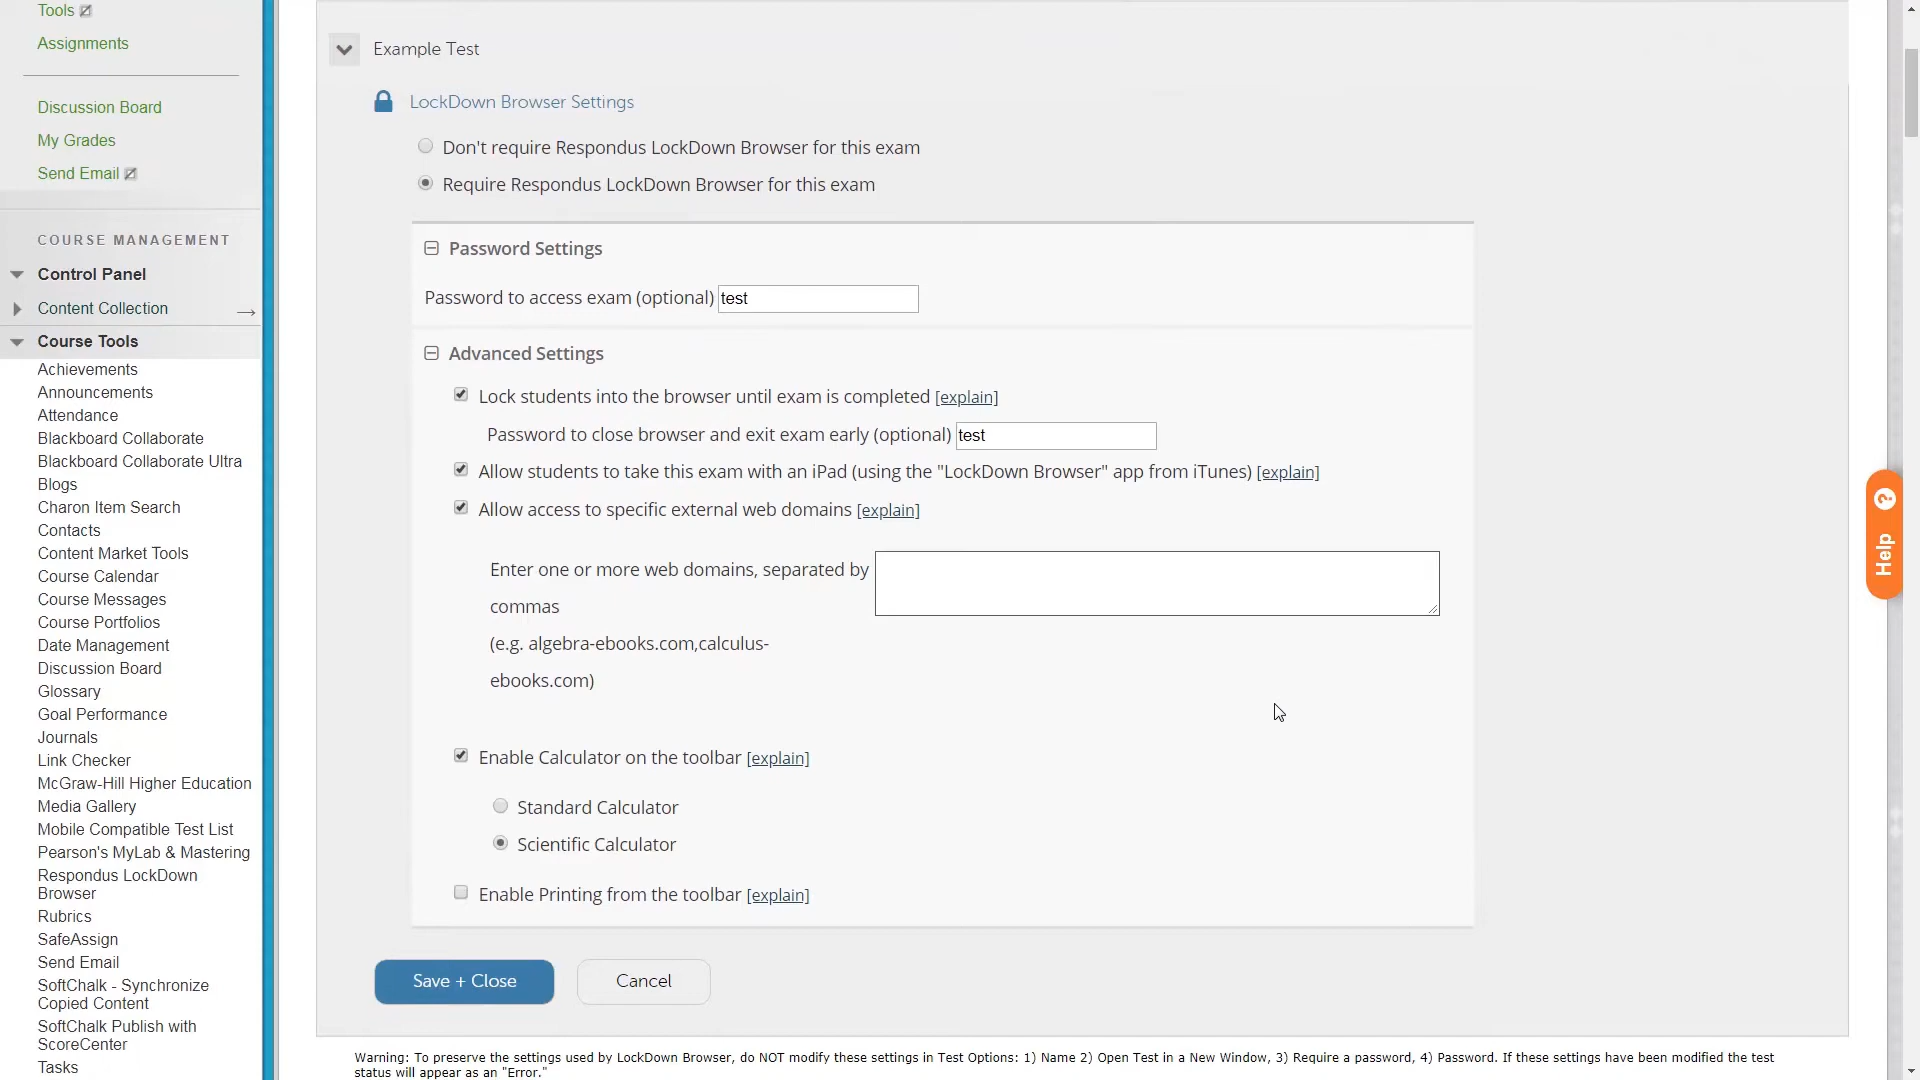 Tools
Assignments
Discussion Board
My Grades
Send Email
COURSE MANAGEMENT
Control Panel
Content Collection
Course Tools
Achievements
Announcements
Attendance
Blackboard Collaborate
Blackboard Collaborate Ultra
Blogs
Charon Item Search
Contacts
Content Market Tools
Course Calendar
Course Messages
Course Portfolios
Date Management
Discussion Board
Glossary
Goal Performance
Journals
Link Checker
McGraw-Hill Higher Education
Media Gallery
Mobile Compatible Test List
Pearson's MyLab & Mastering
Respondus LockDown
Browser
Rubrics
SafeAssign
Send Email
SoftChalk - Synchronize
Copied Content
SoftChalk Publish with
ScoreCenter
Tasks
Example Test
LockDown Browser Settings
Don't require Respondus LockDown Browser for this exam
Require Respondus LockDown Browser for this exam
Password Settings
Password to access exam (optional) test
Advanced Settings
Lock students into the browser until exam is completed [explain]
Password to close browser and exit exam early (optional) test
Allow students to take this exam with an iPad (using the "LockDown Browser" app from iTunes) [explain]
Allow access to specific external web domains [explain]
Enter one or more web domains, separated by
commas
(e.g. algebra-ebooks.com,calculus-
ebooks.com)
Enable Calculator on the toolbar [explain]
Standard Calculator
Scientific Calculator
Enable Printing from the toolbar [explain]
Save + Close
Cancel
Warning: To preserve the settings used by LockDown Browser, do NOT modify these settings in Test Options: 1) Name 2) Open Test in a New Window, 3) Require a password, 4) Password. If these settings have been modified the test
status will appear as an "Error."
Help ?